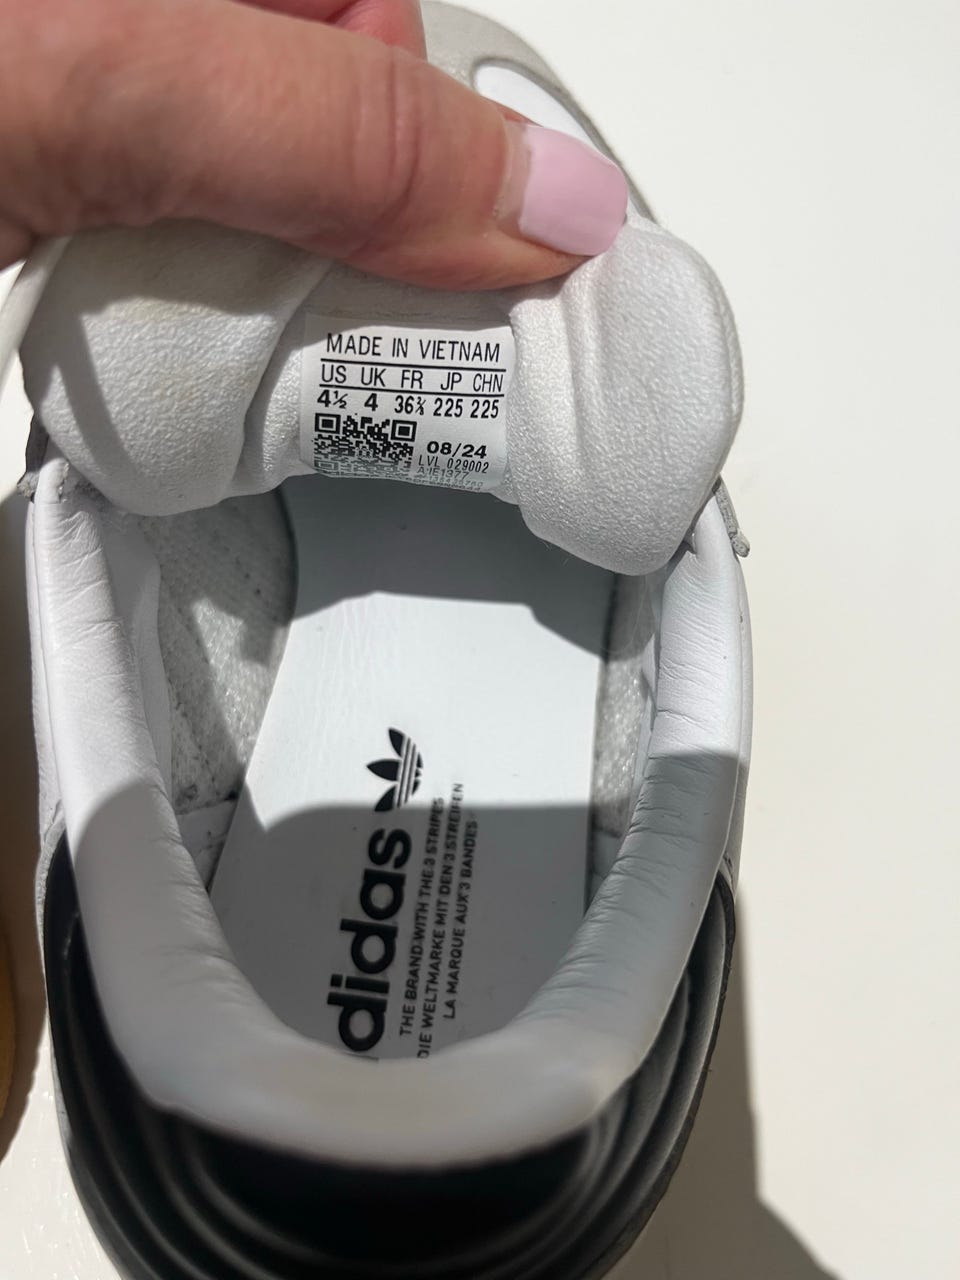 MADE IN VIETNAM
US UK FR JP CHN
4½ 4 36⅔ 225 225
08/24
LVL 029002
adidas
THE BRAND WITH THE 3 STRIPES
DIE WELTMARKE MIT DEN 3 STREIFEN
LA MARQUE AUX 3 BANDES